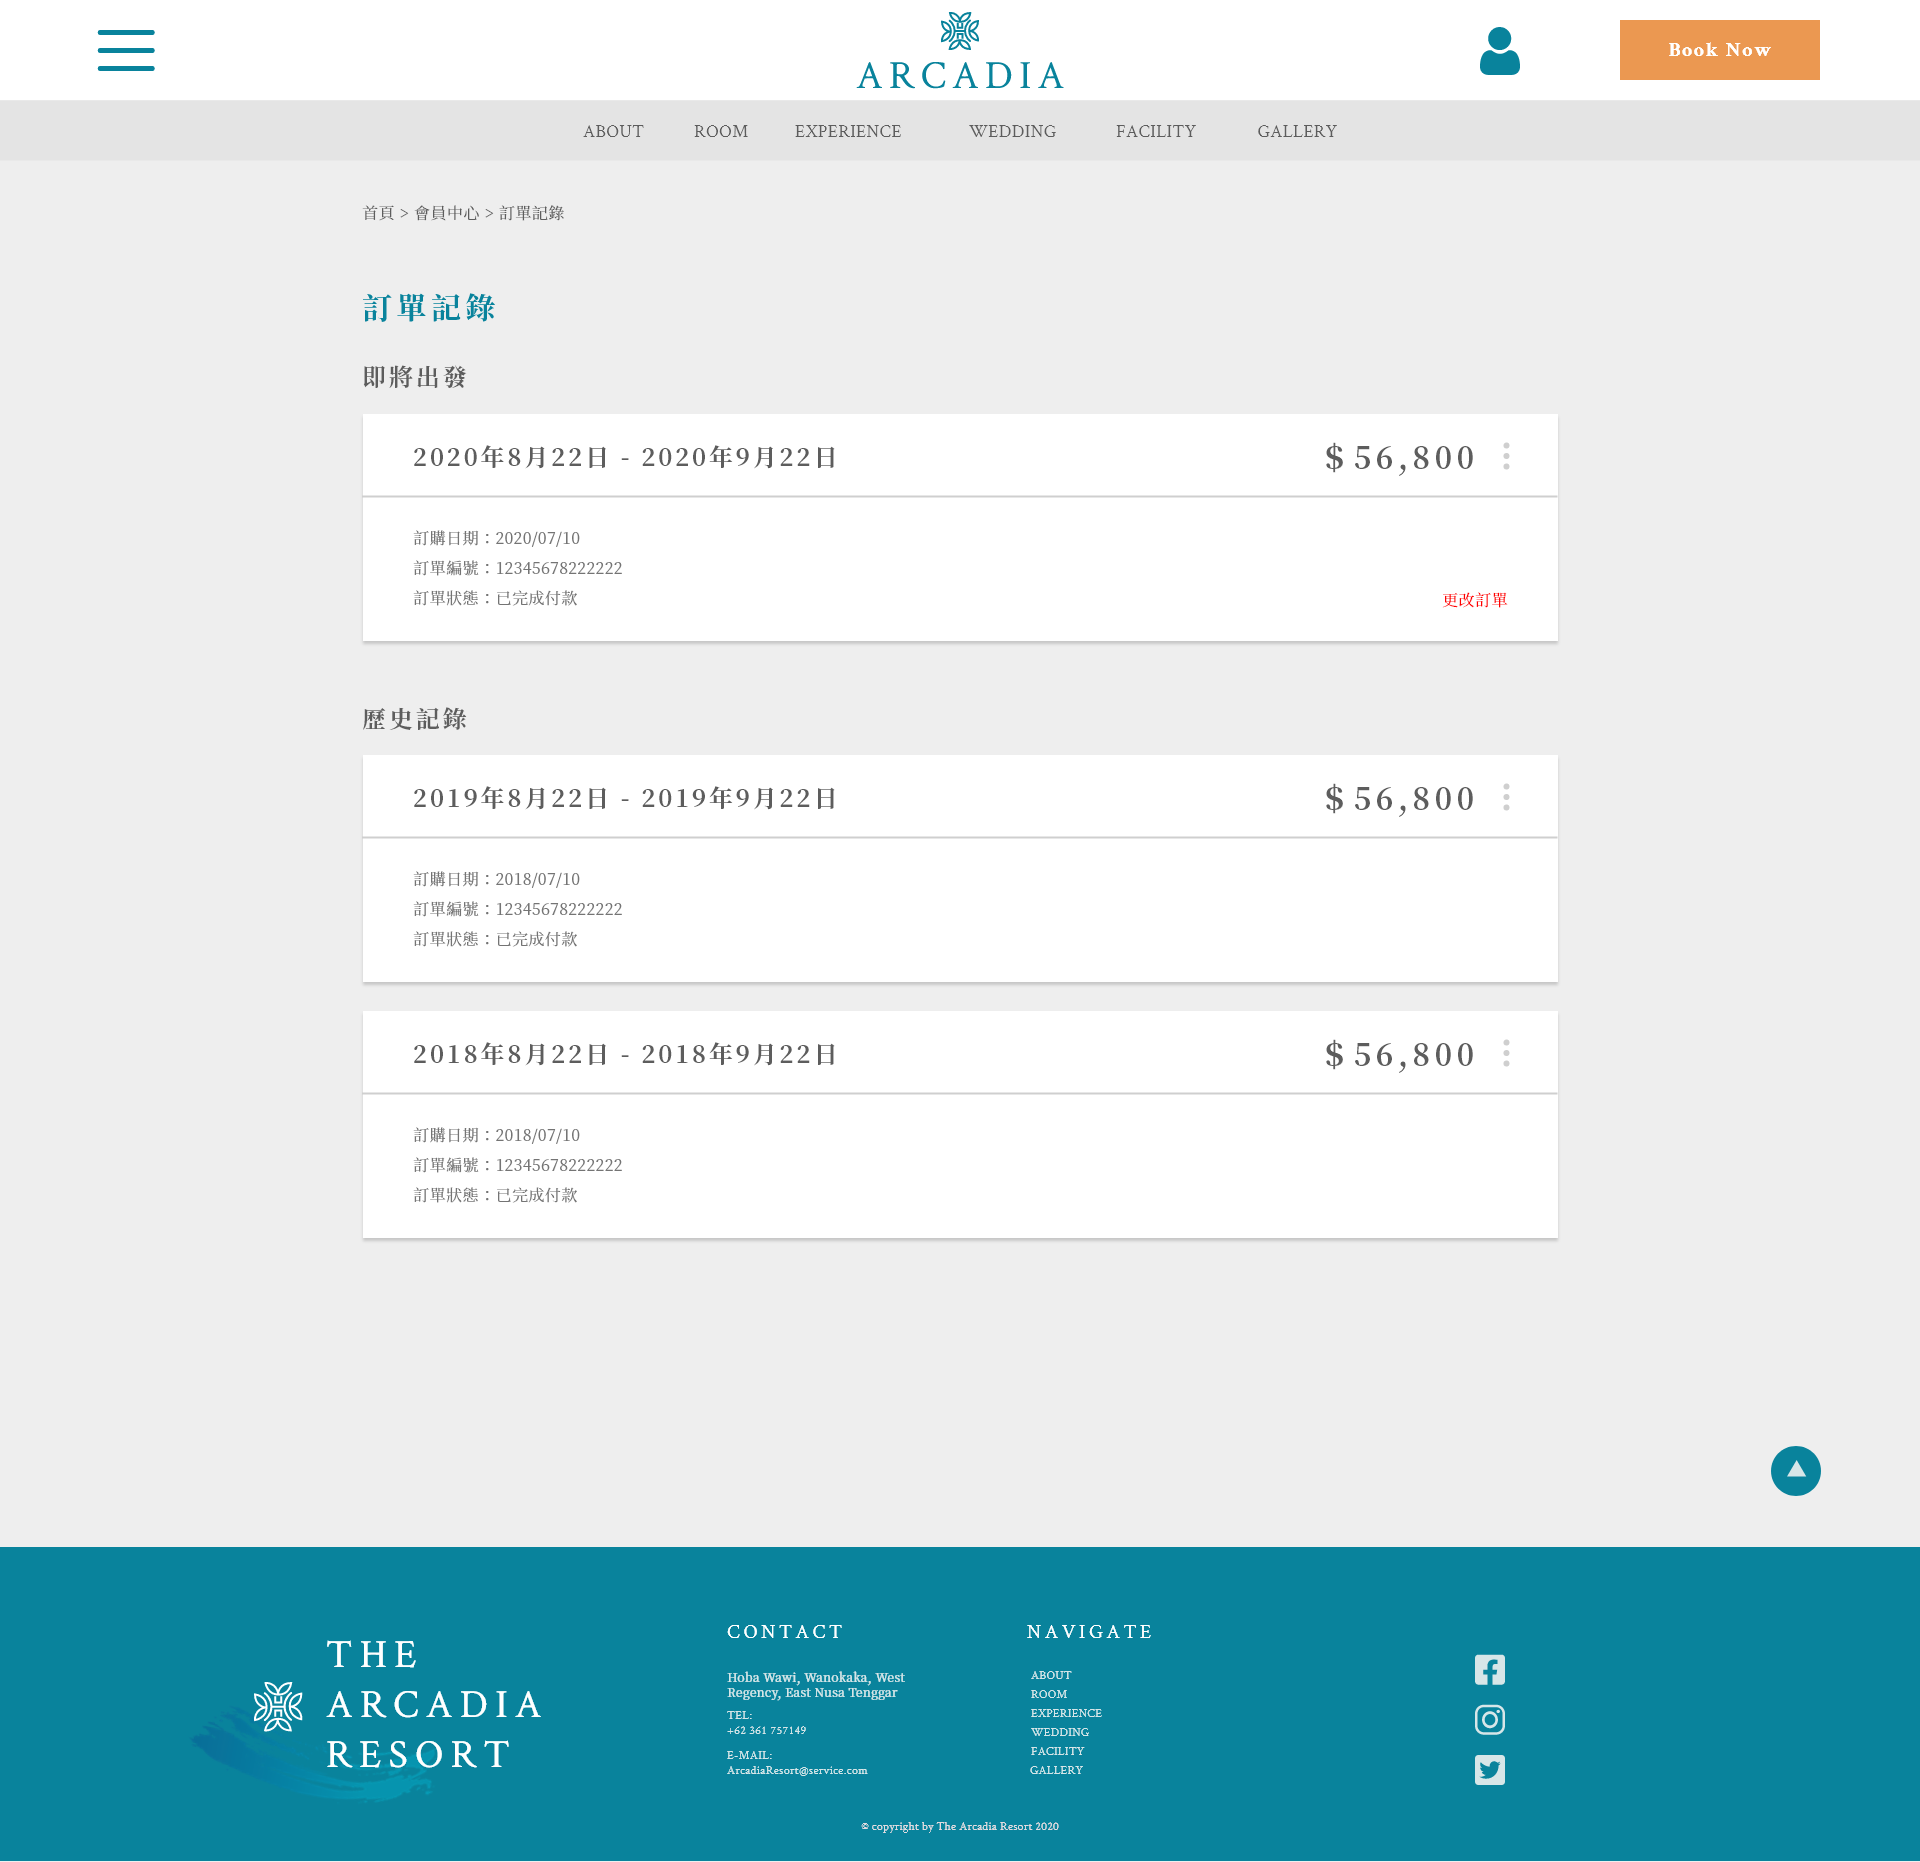 ARCADIA
Book Now
ABOUT ROOM EXPERIENCE WEDDING FACILITY GALLERY
首頁 > 會員中心 > 訂單記錄
訂單記錄
即將出發
2020年8月22日 - 2020年9月22日 $ 56,800
訂購日期：2020/07/10
訂單編號：12345678222222
訂單狀態：已完成付款
更改訂單
歷史記錄
2019年8月22日 - 2019年9月22日 $ 56,800
訂購日期：2018/07/10
訂單編號：12345678222222
訂單狀態：已完成付款
2018年8月22日 - 2018年9月22日 $ 56,800
訂購日期：2018/07/10
訂單編號：12345678222222
訂單狀態：已完成付款
THE
ARCADIA
RESORT
CONTACT
Hoba Wawi, Wanokaka, West
Regency, East Nusa Tenggar
TEL:
+62 361 757149
E-MAIL:
ArcadiaResort@service.com
NAVIGATE
ABOUT
ROOM
EXPERIENCE
WEDDING
FACILITY
GALLERY
© copyright by The Arcadia Resort 2020